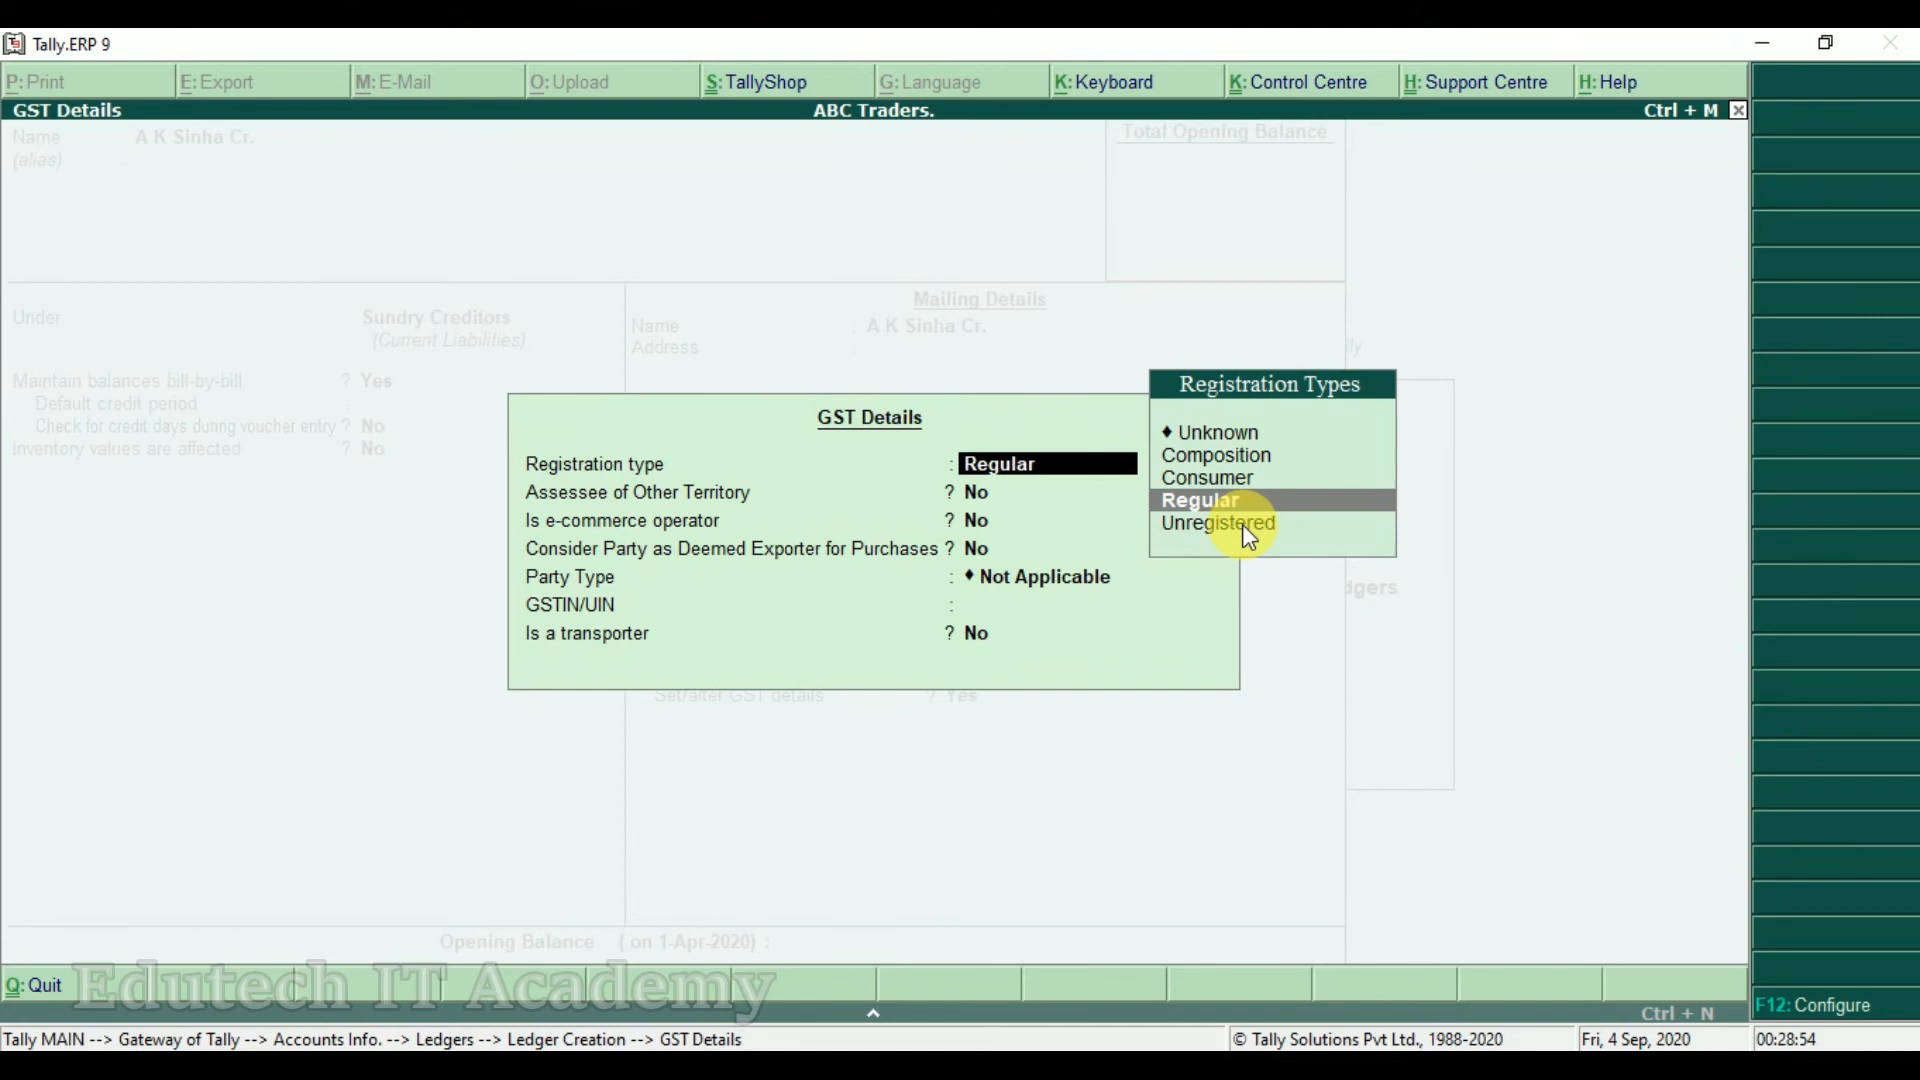 Tally.ERP 9
P: Print E: Export M: E-Mail O: Upload S: TallyShop G: Language K: Keyboard K: Control Centre H: Support Centre H: Help
GST Details ABC Traders. Ctrl + M
Name A K Sinha Cr. Total Opening Balance
(alias)
Mailing Details
Under Sundry Creditors Name : A K Sinha Cr.
(Current Liabilities) Address :
Maintain balances bill-by-bill ? Yes
Default credit period :
Check for credit days during voucher entry ? No
Inventory values are affected ? No
Registration Types
♦ Unknown
Composition
Consumer
Regular
Unregistered
GST Details
Registration type : Regular
Assessee of Other Territory ? No
Is e-commerce operator ? No
Consider Party as Deemed Exporter for Purchases ? No
Party Type : ♦ Not Applicable
GSTIN/UIN :
Is a transporter ? No
Set/alter GST details ? Yes
Opening Balance ( on 1-Apr-2020) :
Q: Quit
Edutech IT Academy
Ctrl + N
F12: Configure
Tally MAIN --> Gateway of Tally --> Accounts Info. --> Ledgers --> Ledger Creation --> GST Details © Tally Solutions Pvt Ltd., 1988-2020 Fri, 4 Sep, 2020 00:28:54